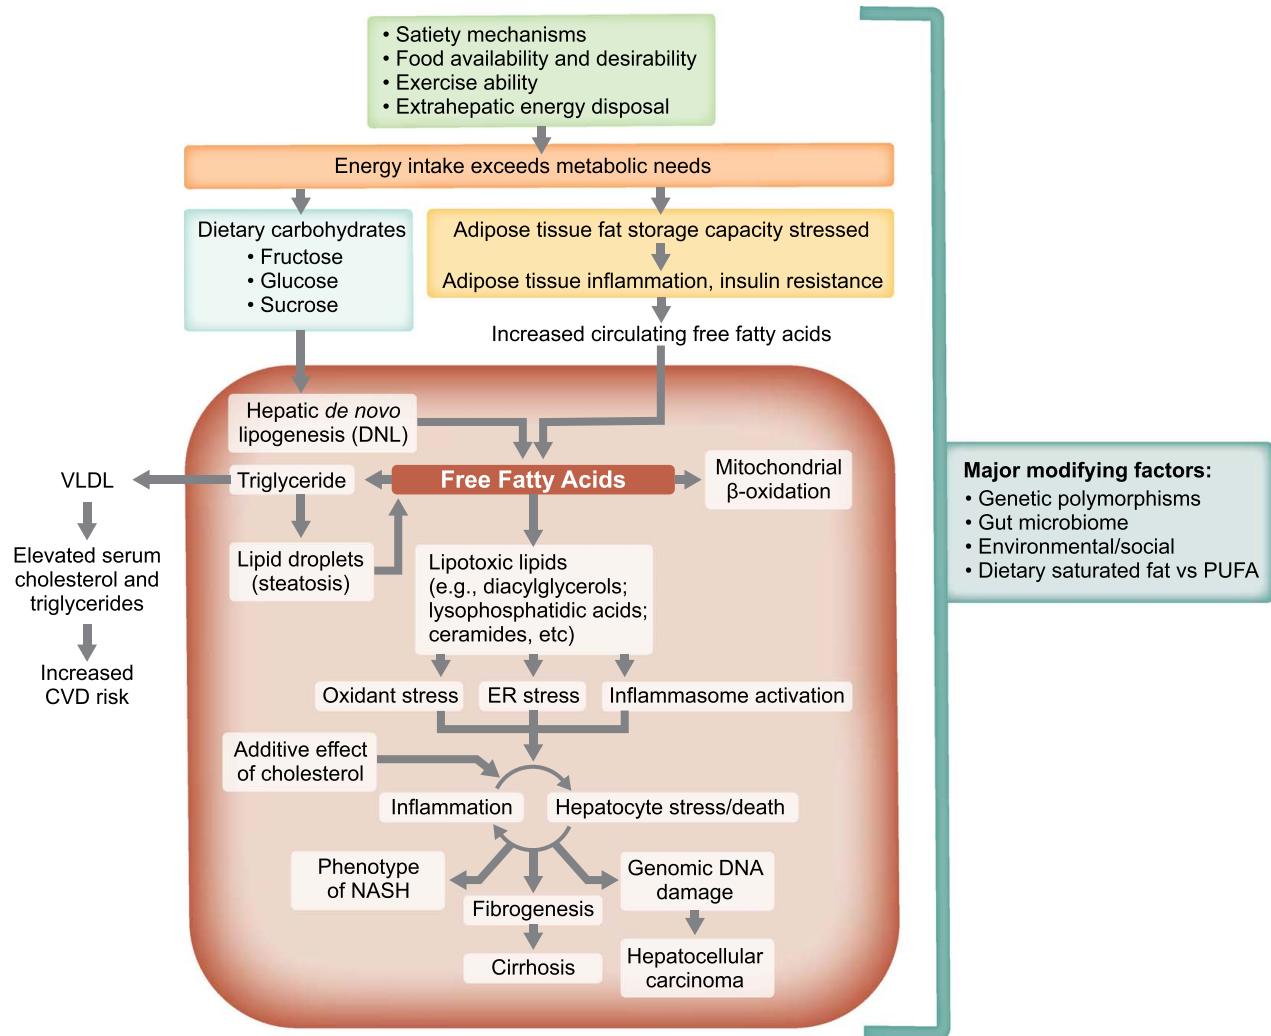 • Satiety mechanisms
• Food availability and desirability
• Exercise ability
• Extrahepatic energy disposal
Energy intake exceeds metabolic needs
Dietary carbohydrates
• Fructose
• Glucose
• Sucrose
Adipose tissue fat storage capacity stressed
Adipose tissue inflammation, insulin resistance
Increased circulating free fatty acids
Hepatic de novo
lipogenesis (DNL)
Free Fatty Acids
Mitochondrial
β-oxidation
Triglyceride
VLDL
Elevated serum
cholesterol and
triglycerides
Increased
CVD risk
Lipid droplets
(steatosis)
Lipotoxic lipids
(e.g., diacylglycerols;
lysophosphatidic acids;
ceramides, etc)
Oxidant stress
ER stress
Inflammasome activation
Additive effect
of cholesterol
Inflammation
Hepatocyte stress/death
Phenotype
of NASH
Fibrogenesis
Cirrhosis
Genomic DNA
damage
Hepatocellular
carcinoma
Major modifying factors:
• Genetic polymorphisms
• Gut microbiome
• Environmental/social
• Dietary saturated fat vs PUFA